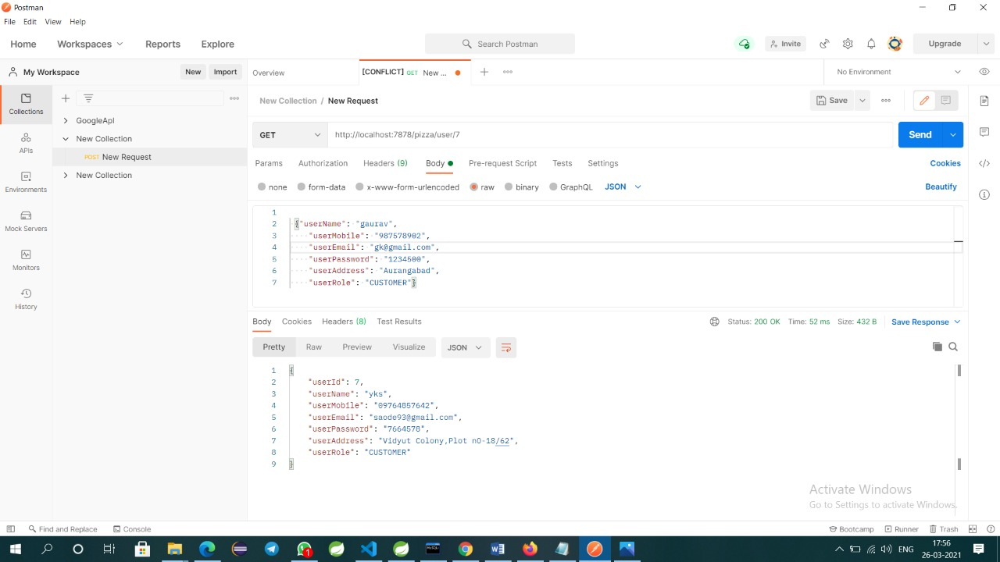 Postman
File Edit View Help
Home Workspaces Reports Explore Search Postman Invite Upgrade
My Workspace New Import Overview [CONFLICT] GET New ... No Environment
Collections
APIs
Environments
Mock Servers
Monitors
History
GoogleApI
New Collection
POST New Request
New Collection
New Collection / New Request Save
GET http://localhost:7878/pizza/user/7 Send
Params Authorization Headers (9) Body Pre-request Script Tests Settings Cookies
none form-data x-www-form-urlencoded raw binary GraphQL JSON Beautify
1
2 {"userName": "gaurav",
3 "userMobile": "987578902",
4 "userEmail": "gk@gmail.com",
5 "userPassword": "1234500",
6 "userAddress": "Aurangabad",
7 "userRole": "CUSTOMER"}
Body Cookies Headers (8) Test Results Status: 200 OK Time: 52 ms Size: 432 B Save Response
Pretty Raw Preview Visualize JSON
1 {
2 "userId": 7,
3 "userName": "yks",
4 "userMobile": "09764857642",
5 "userEmail": "saode93@gmail.com",
6 "userPassword": "7664578",
7 "userAddress": "Vidyut Colony,Plot nO-18/62",
8 "userRole": "CUSTOMER"
9 }
Activate Windows
Go to Settings to activate Windows.
Find and Replace Console Bootcamp Runner Trash
1 MySQL ENG 17:56
26-03-2021